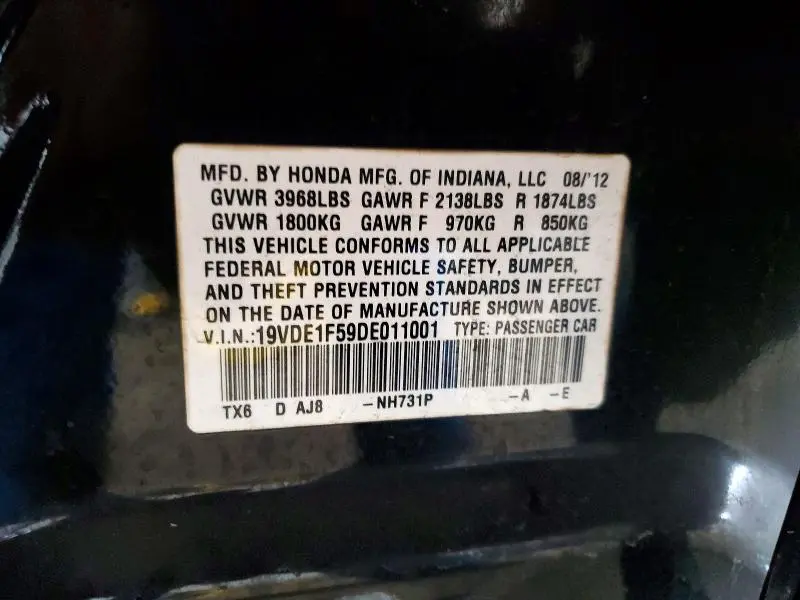 MFD. BY HONDA MFG. OF INDIANA, LLC 08/'12
GVWR 3968LBS GAWR F 2138LBS R 1874LBS
GVWR 1800KG GAWR F 970KG R 850KG
THIS VEHICLE CONFORMS TO ALL APPLICABLE
FEDERAL MOTOR VEHICLE SAFETY, BUMPER,
AND THEFT PREVENTION STANDARDS IN EFFECT
ON THE DATE OF MANUFACTURE SHOWN ABOVE.
V.I.N.:19VDE1F59DE011001 TYPE: PASSENGER CAR
TX6 D AJ8 -NH731P -A -E